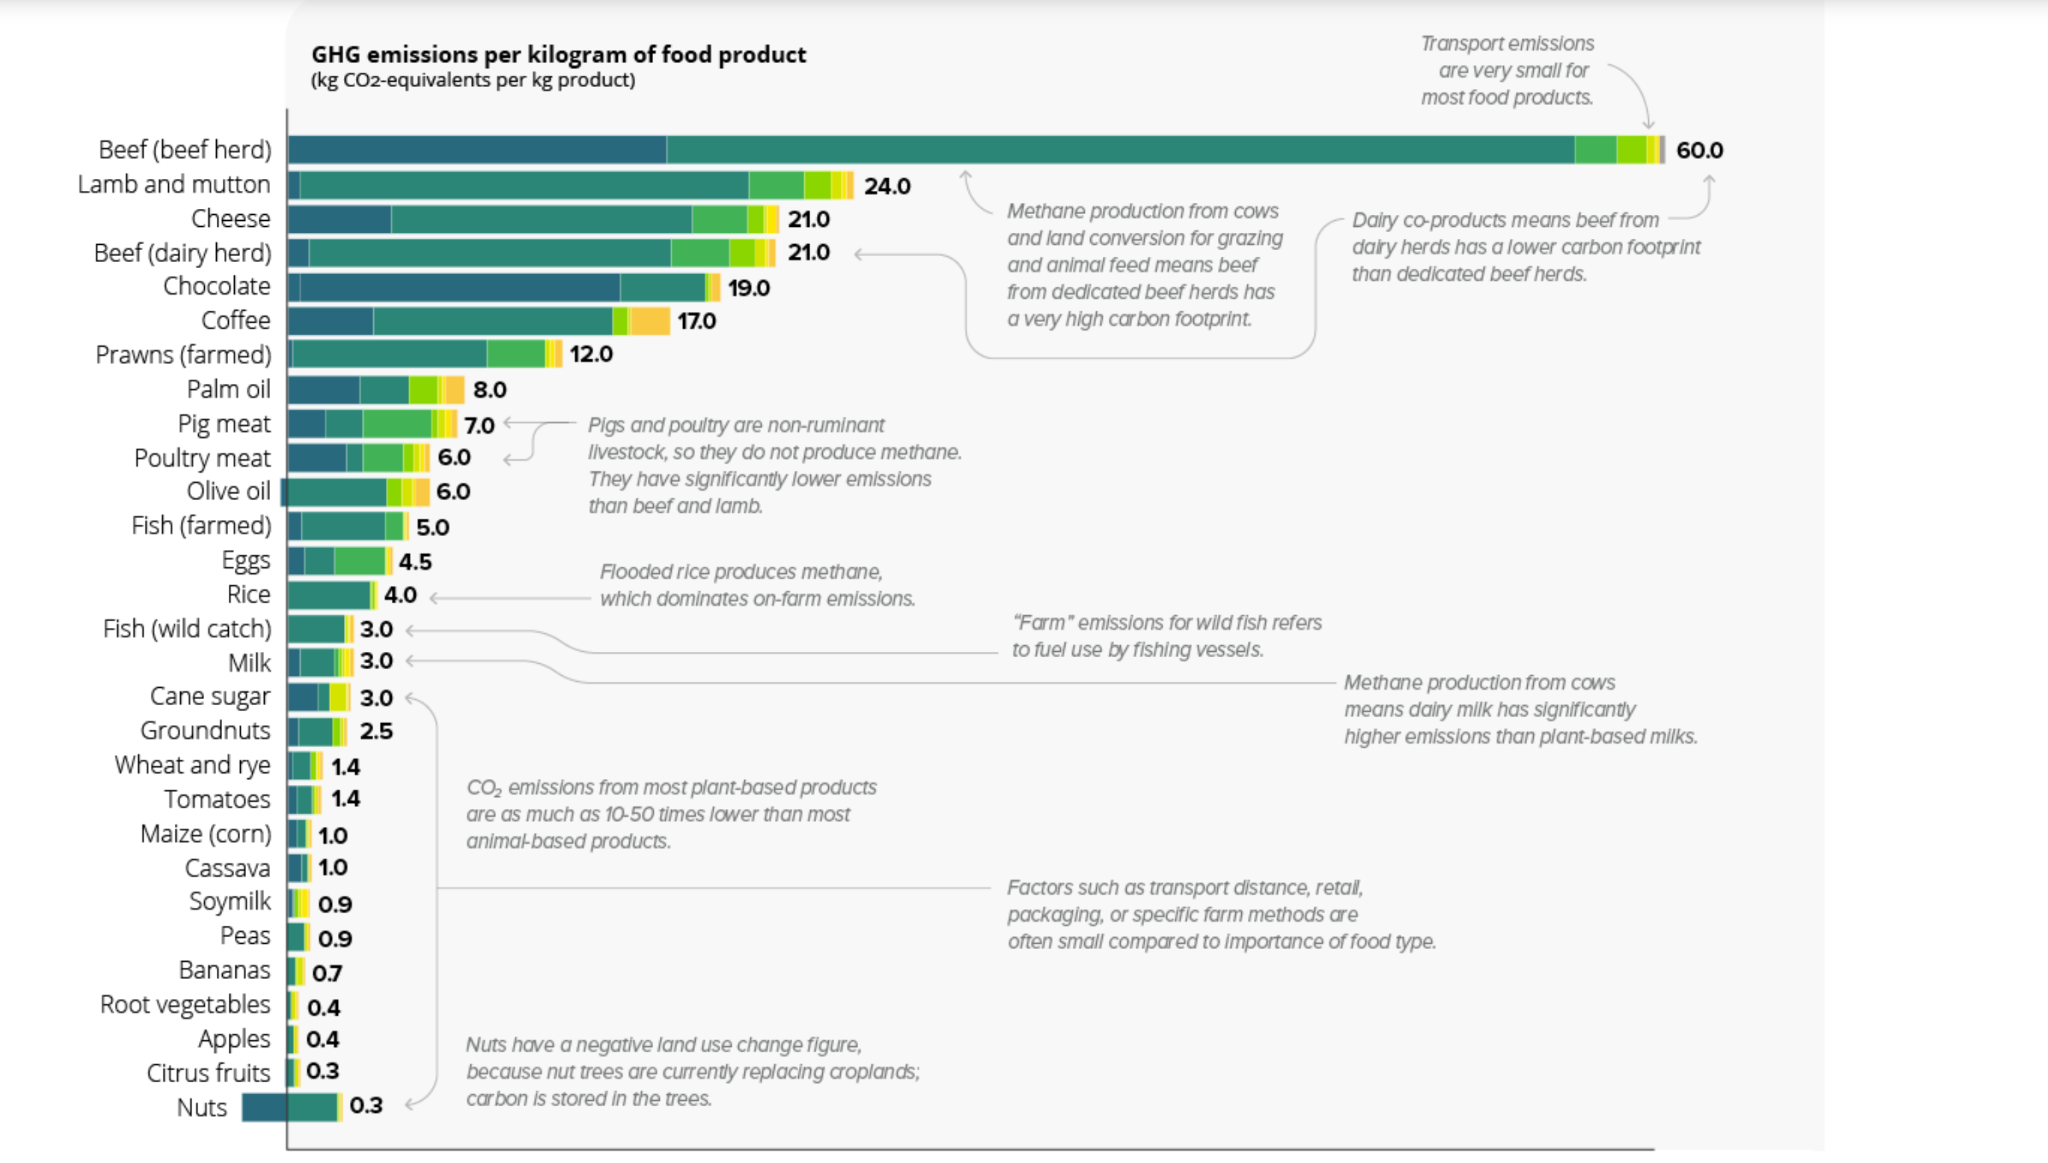 GHG emissions per kilogram of food product
(kg CO2-equivalents per kg product)
Transport emissions
are very small for
most food products.
Beef (beef herd) 60.0
Lamb and mutton 24.0
Cheese 21.0
Beef (dairy herd) 21.0
Chocolate 19.0
Coffee 17.0
Prawns (farmed) 12.0
Palm oil 8.0
Pig meat 7.0
Poultry meat 6.0
Olive oil 6.0
Fish (farmed) 5.0
Eggs 4.5
Rice 4.0
Fish (wild catch) 3.0
Milk 3.0
Cane sugar 3.0
Groundnuts 2.5
Wheat and rye 1.4
Tomatoes 1.4
Maize (corn) 1.0
Cassava 1.0
Soymilk 0.9
Peas 0.9
Bananas 0.7
Root vegetables 0.4
Apples 0.4
Citrus fruits 0.3
Nuts 0.3
Methane production from cows
and land conversion for grazing
and animal feed means beef
from dedicated beef herds has
a very high carbon footprint.
Dairy co-products means beef from
dairy herds has a lower carbon footprint
than dedicated beef herds.
Pigs and poultry are non-ruminant
livestock, so they do not produce methane.
They have significantly lower emissions
than beef and lamb.
Flooded rice produces methane,
which dominates on-farm emissions.
“Farm” emissions for wild fish refers
to fuel use by fishing vessels.
Methane production from cows
means dairy milk has significantly
higher emissions than plant-based milks.
CO₂ emissions from most plant-based products
are as much as 10-50 times lower than most
animal-based products.
Factors such as transport distance, retail,
packaging, or specific farm methods are
often small compared to importance of food type.
Nuts have a negative land use change figure,
because nut trees are currently replacing croplands;
carbon is stored in the trees.